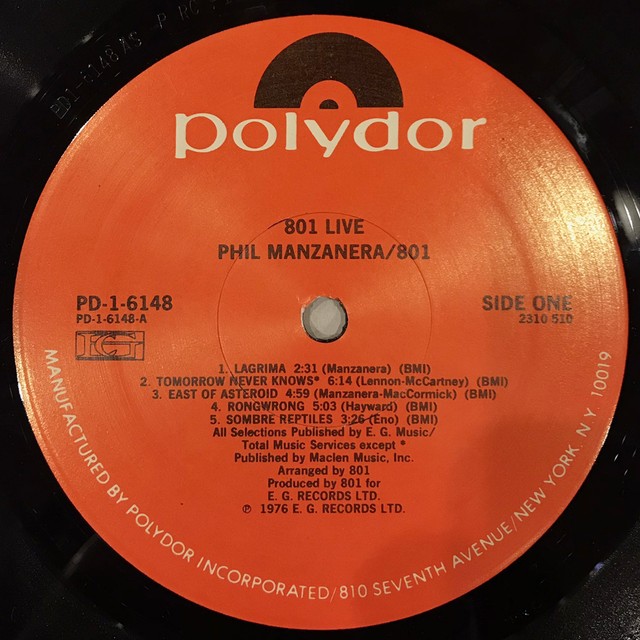 polydor
801 LIVE
PHIL MANZANERA/801
PD-1-6148
PD-1-6148-A
SIDE ONE
2310 510
EG
1. LAGRIMA 2:31 (Manzanera) (BMI)
2. TOMORROW NEVER KNOWS* 6:14 (Lennon-McCartney) (BMI)
3. EAST OF ASTEROID 4:59 (Manzanera-MacCormick) (BMI)
4. RONGWRONG 5:03 (Hayward) (BMI)
5. SOMBRE REPTILES 3:26 (Eno) (BMI)
All Selections Published by E. G. Music/
Total Music Services except *
Published by Maclen Music, Inc.
Arranged by 801
Produced by 801 for
E. G. RECORDS LTD.
℗ 1976 E. G. RECORDS LTD.
MANUFACTURED BY POLYDOR INCORPORATED/810 SEVENTH AVENUE/NEW YORK N Y 10019